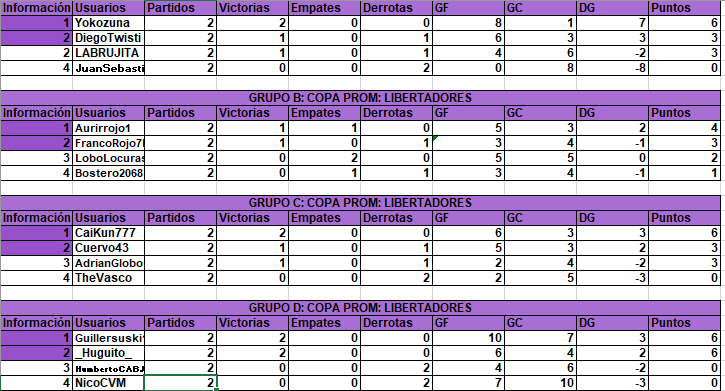 Información Usuarios Partidos Victorias Empates Derrotas GF GC DG Puntos
1 Yokozuna 2 2 0 0 8 1 7 6
2 DiegoTwisti 2 1 0 1 6 3 3 3
2 LABRUJITA 2 1 0 1 4 6 -2 3
4 JuanSebasti 2 0 0 2 0 8 -8 0
GRUPO B: COPA PROM: LIBERTADORES
Información Usuarios Partidos Victorias Empates Derrotas GF GC DG Puntos
1 Aurirrojo1 2 1 1 0 5 3 2 4
2 FrancoRojo7 2 1 0 1 3 4 -1 3
3 LoboLocuras 2 0 2 0 5 5 0 2
4 Bostero2068 2 0 1 1 3 4 -1 1
GRUPO C: COPA PROM: LIBERTADORES
Información Usuarios Partidos Victorias Empates Derrotas GF GC DG Puntos
1 CaiKun777 2 2 0 0 6 3 3 6
2 Cuervo43 2 1 0 1 5 3 2 3
3 AdrianGlobo 2 1 0 1 2 4 -2 3
4 TheVasco 2 0 0 2 2 5 -3 0
GRUPO D: COPA PROM: LIBERTADORES
Información Usuarios Partidos Victorias Empates Derrotas GF GC DG Puntos
1 Guillersuski 2 2 0 0 10 7 3 6
2 _Huguito_ 2 2 0 0 6 4 2 6
3 HumbertoCABJ 2 0 0 2 4 6 -2 0
4 NicoCVM 2 0 0 2 7 10 -3 0